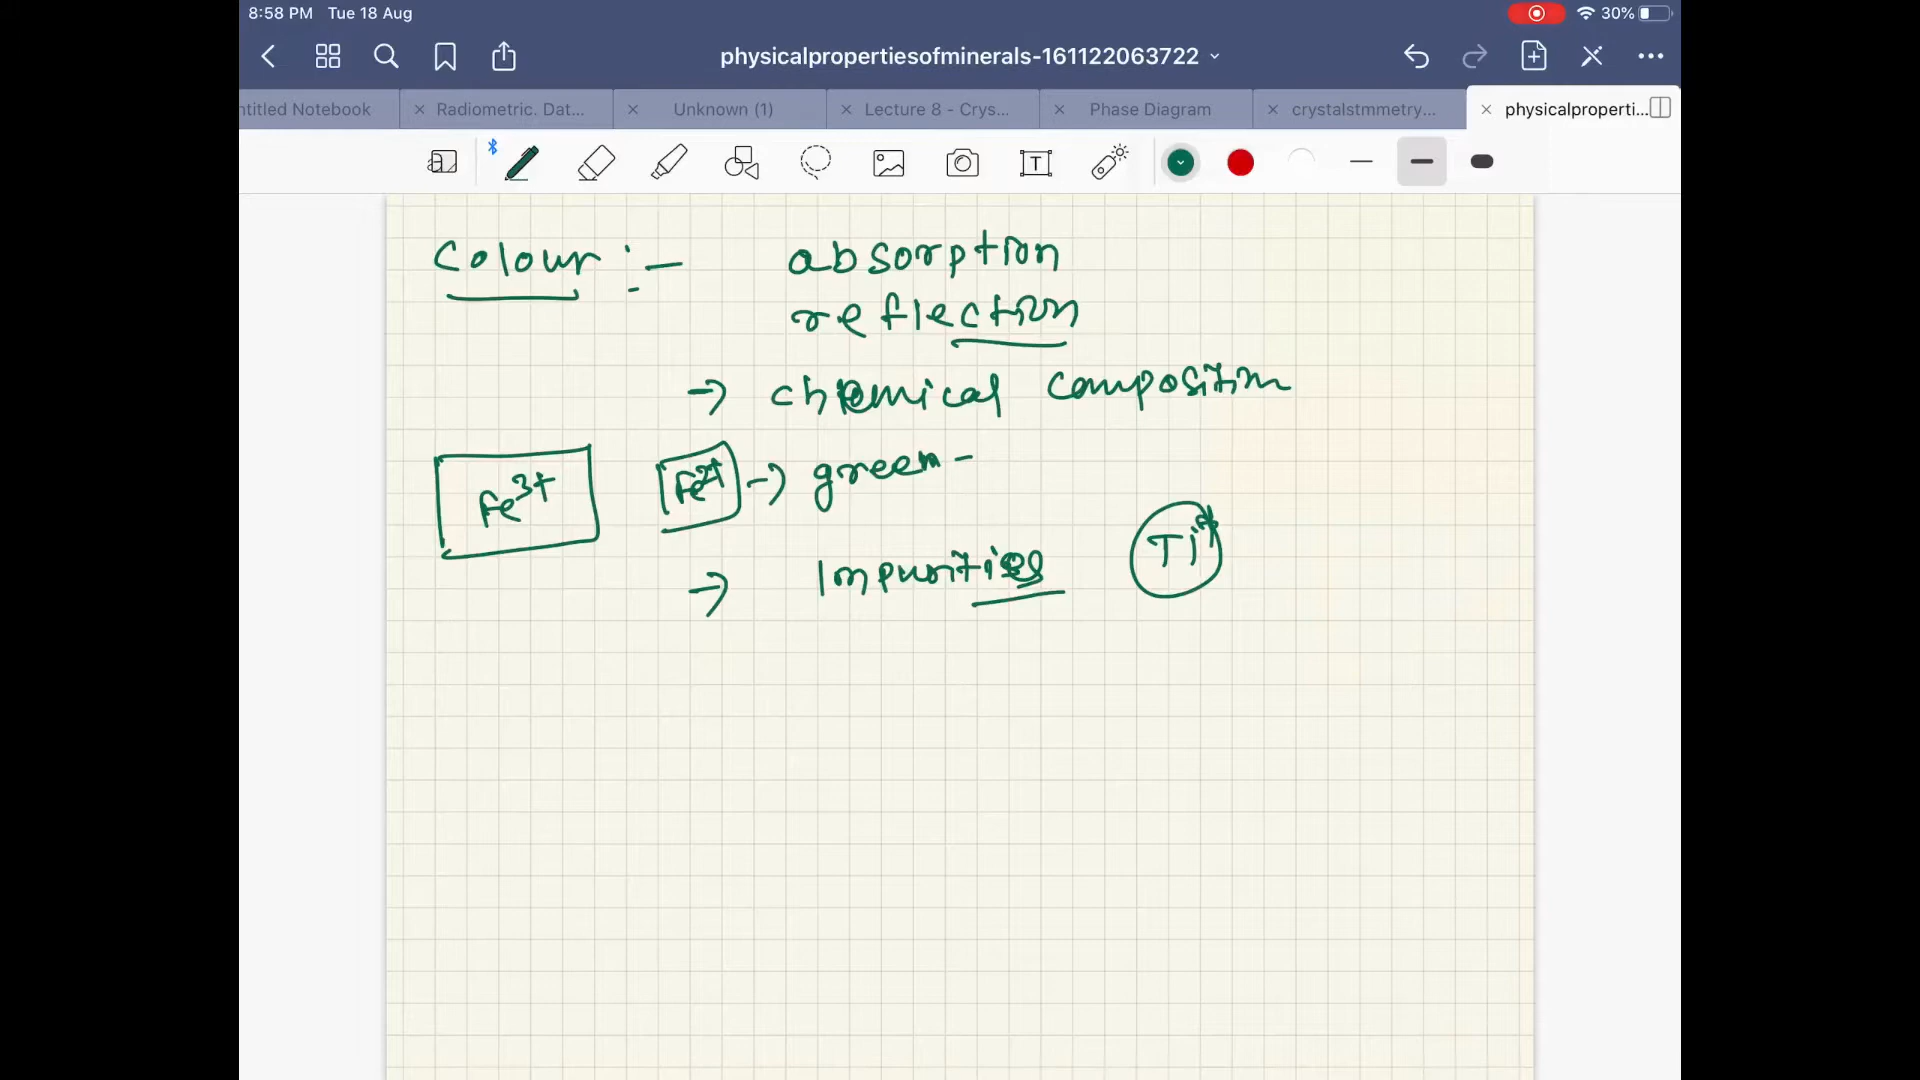 8:58 PM Tue 18 Aug
30%
physicalpropertiesofminerals-161122063722
ntitled Notebook
Radiometric. Dat...
Unknown (1)
Lecture 8 - Crys...
Phase Diagram
crystalstmmetry...
physicalproperti...
T
Colour :- absorption
reflection
→ chemical composition
Fe³⁺ Fe²⁺ → green -
→ Impurities Ti